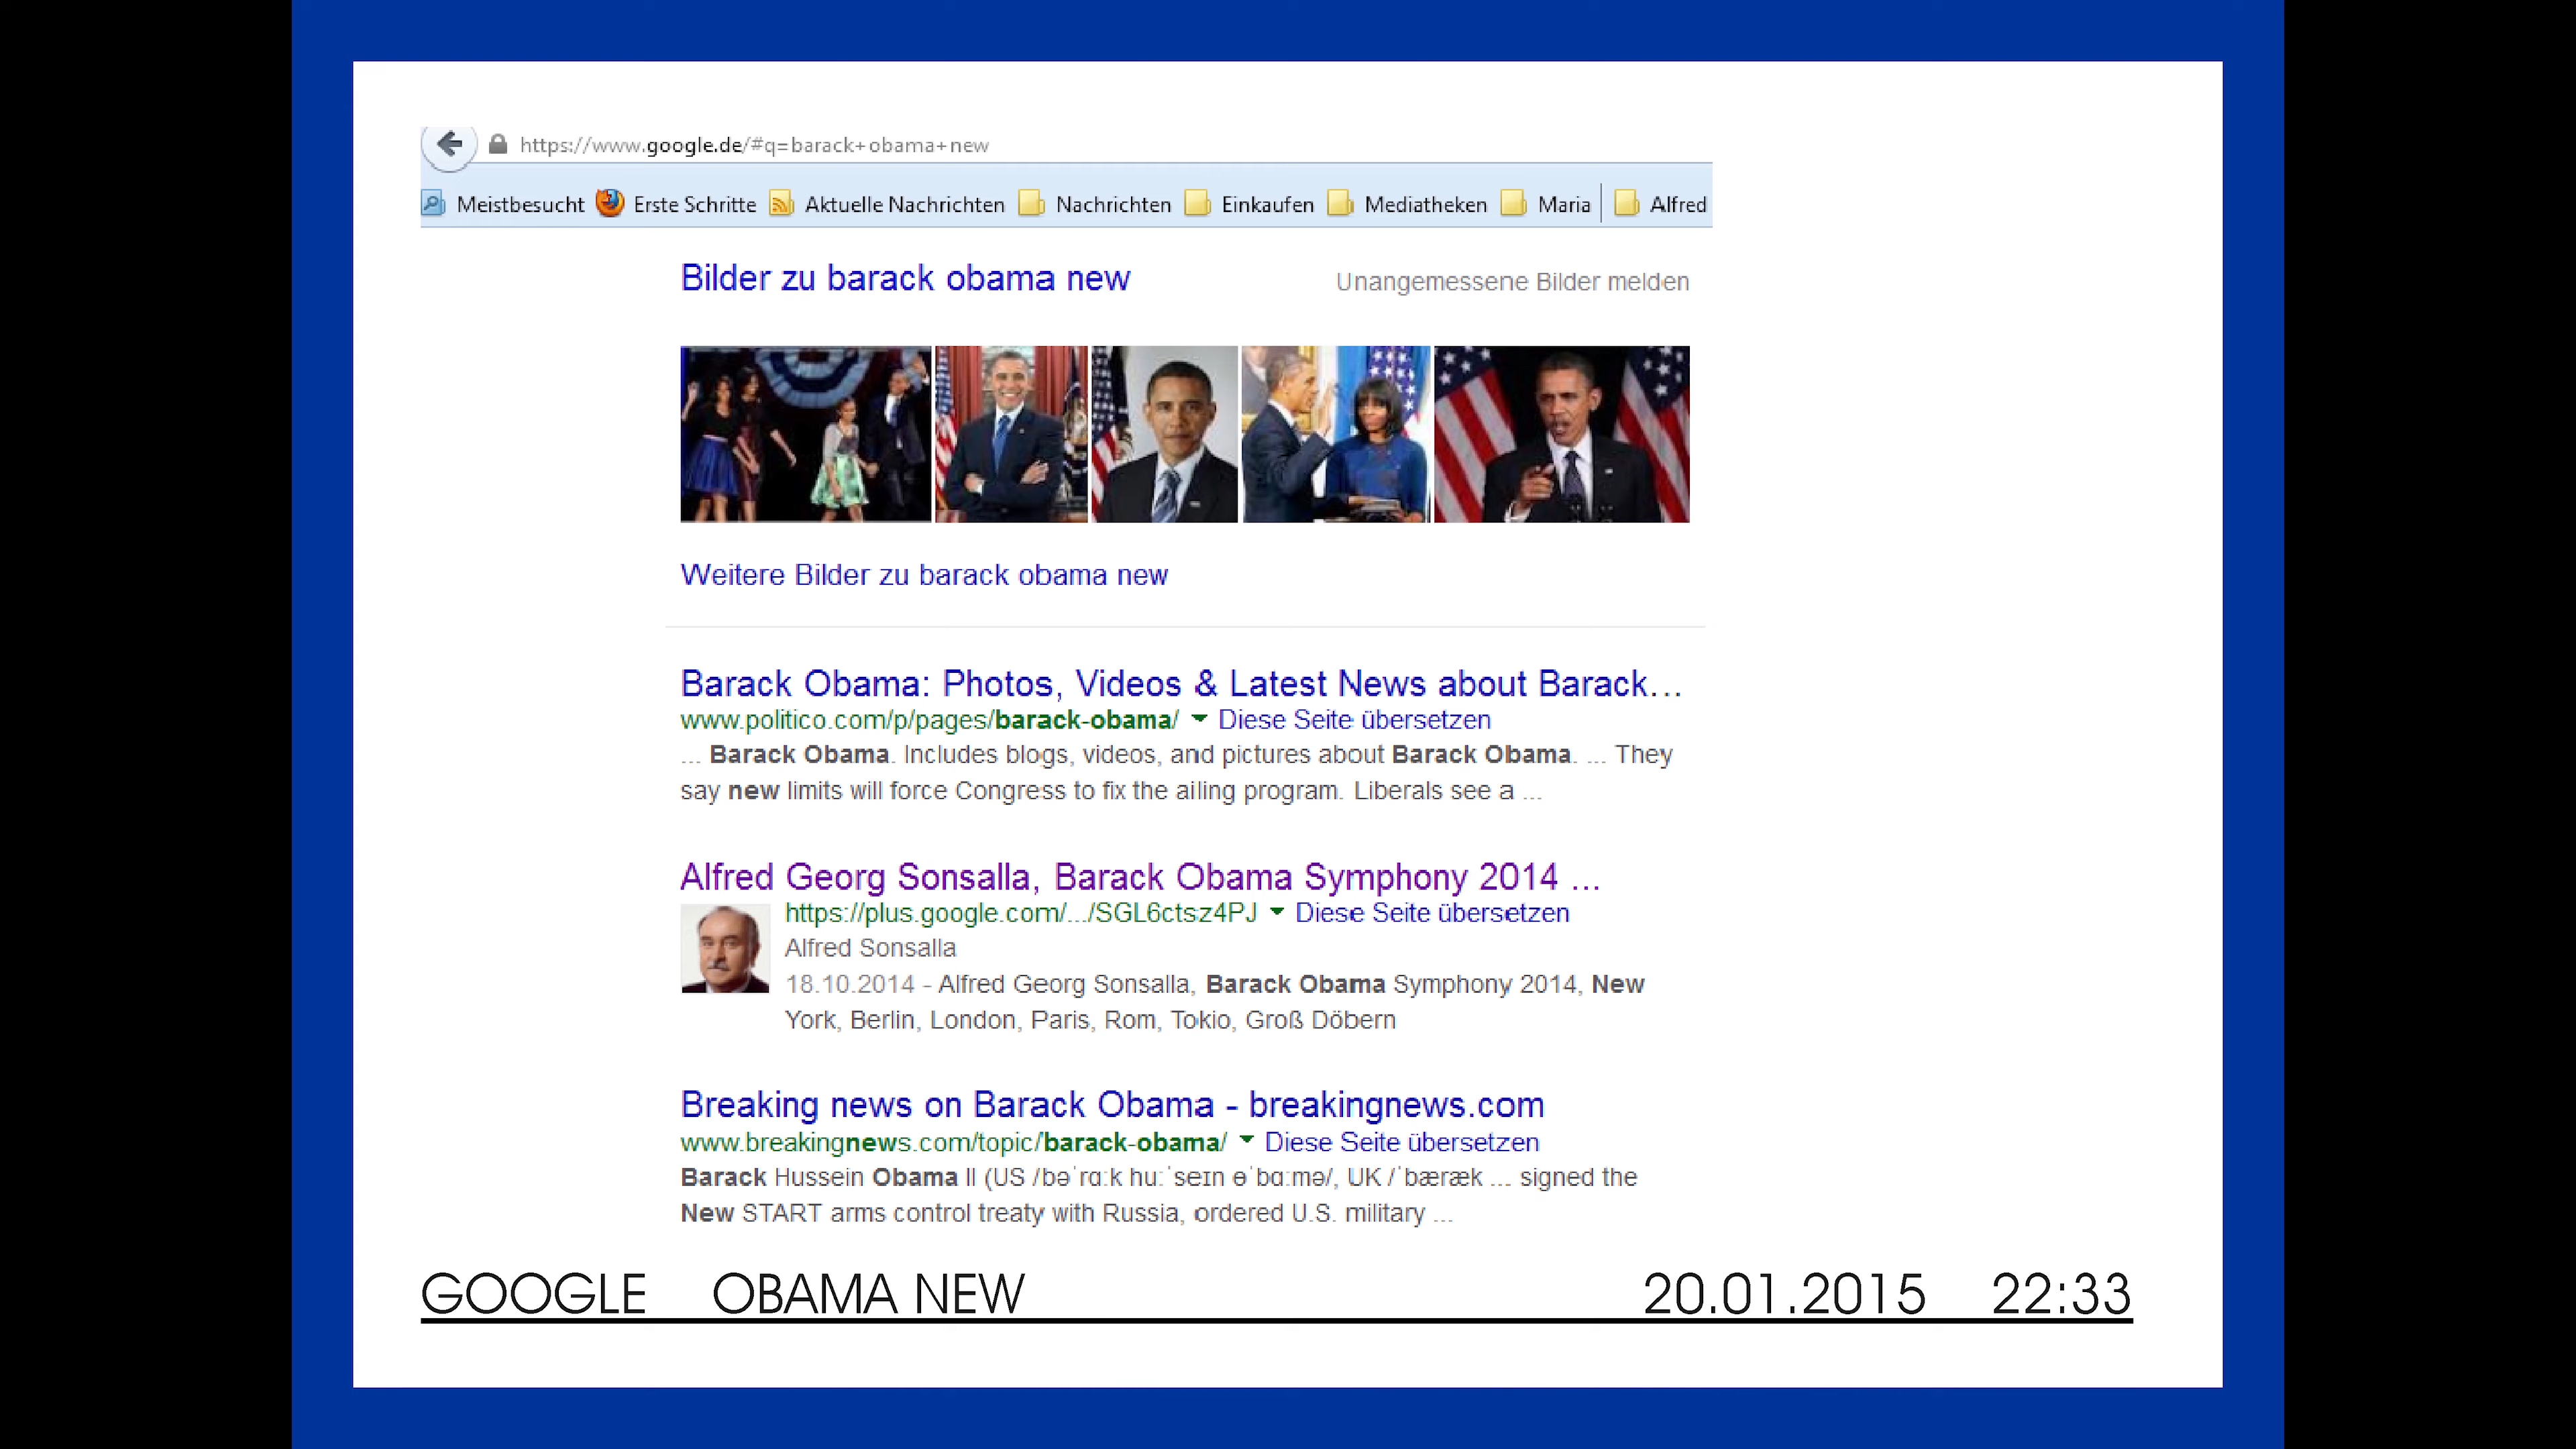 https://www.google.de/#q=barack+obama+new
Meistbesucht Erste Schritte Aktuelle Nachrichten Nachrichten Einkaufen Mediatheken Maria Alfred
Bilder zu barack obama new Unangemessene Bilder melden
Weitere Bilder zu barack obama new
Barack Obama: Photos, Videos & Latest News about Barack...
www.politico.com/p/pages/barack-obama/ Diese Seite übersetzen
... Barack Obama. Includes blogs, videos, and pictures about Barack Obama. ... They
say new limits will force Congress to fix the ailing program. Liberals see a ...
Alfred Georg Sonsalla, Barack Obama Symphony 2014 ...
https://plus.google.com/.../SGL6ctsz4PJ Diese Seite übersetzen
Alfred Sonsalla
18.10.2014 - Alfred Georg Sonsalla, Barack Obama Symphony 2014, New
York, Berlin, London, Paris, Rom, Tokio, Groß Döbern
Breaking news on Barack Obama - breakingnews.com
www.breakingnews.com/topic/barack-obama/ Diese Seite übersetzen
Barack Hussein Obama II (US /bəˈrɑːk huːˈseɪn ɵˈbɑːmə/, UK /ˈbæræk ... signed the
New START arms control treaty with Russia, ordered U.S. military ...
GOOGLE OBAMA NEW 20.01.2015 22:33